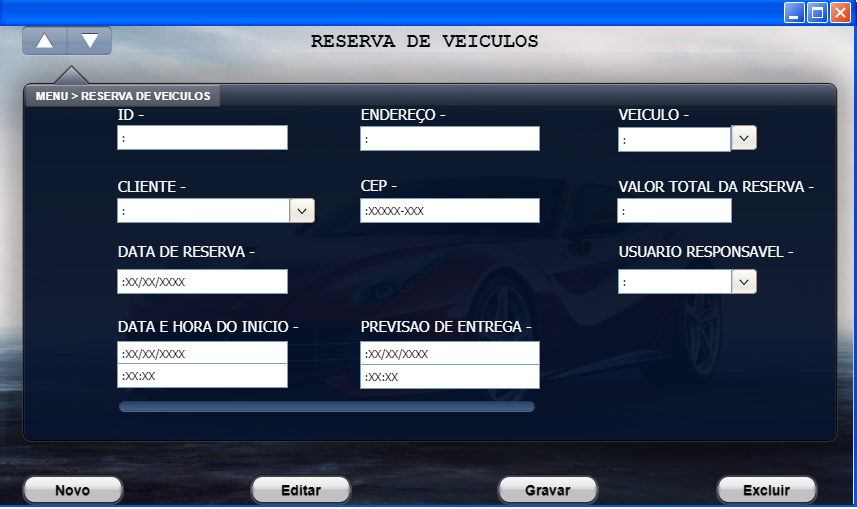 RESERVA DE VEICULOS
MENU > RESERVA DE VEICULOS
ID -
ENDEREÇO -
VEICULO -
:
:
:
CLIENTE -
CEP -
VALOR TOTAL DA RESERVA -
:
:XXXXX-XXX
:
DATA DE RESERVA -
USUARIO RESPONSAVEL -
:XX/XX/XXXX
:
DATA E HORA DO INICIO -
PREVISAO DE ENTREGA -
:XX/XX/XXXX
:XX/XX/XXXX
:XX:XX
:XX:XX
Novo
Editar
Gravar
Excluir